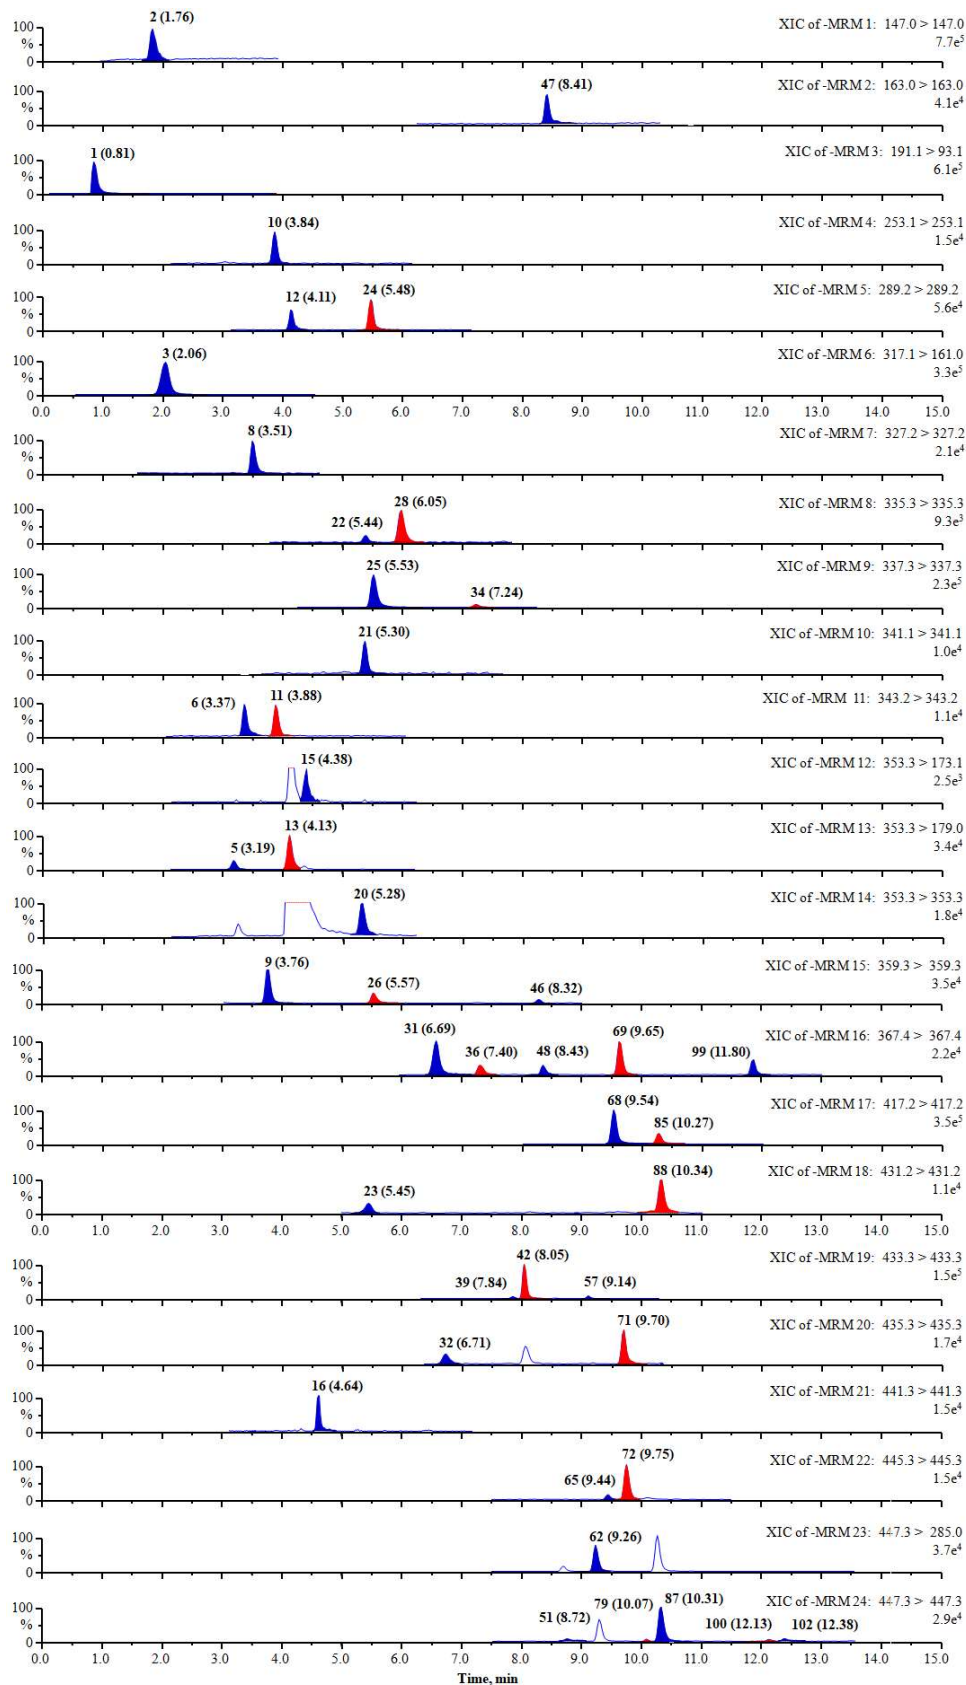 2 (1.76)
XIC of -MRM 1: 147.0 > 147.0
7.7e⁵
100
%
0
47 (8.41)
XIC of -MRM 2: 163.0 > 163.0
4.1e⁴
100
%
0
1 (0.81)
XIC of -MRM 3: 191.1 > 93.1
6.1e⁵
100
%
0
10 (3.84)
XIC of -MRM 4: 253.1 > 253.1
1.5e⁴
100
%
0
12 (4.11) 24 (5.48)
XIC of -MRM 5: 289.2 > 289.2
5.6e⁴
100
%
0
3 (2.06)
XIC of -MRM 6: 317.1 > 161.0
3.3e⁵
100
%
0
0.0 1.0 2.0 3.0 4.0 5.0 6.0 7.0 8.0 9.0 10.0 11.0 12.0 13.0 14.0 15.0
8 (3.51)
XIC of -MRM 7: 327.2 > 327.2
2.1e⁴
100
%
0
22 (5.44) 28 (6.05)
XIC of -MRM 8: 335.3 > 335.3
9.3e³
100
%
0
25 (5.53) 34 (7.24)
XIC of -MRM 9: 337.3 > 337.3
2.3e⁵
100
%
0
21 (5.30)
XIC of -MRM 10: 341.1 > 341.1
1.0e⁴
100
%
0
6 (3.37) 11 (3.88)
XIC of -MRM 11: 343.2 > 343.2
1.1e⁴
100
%
0
15 (4.38)
XIC of -MRM 12: 353.3 > 173.1
2.5e³
100
%
0
5 (3.19) 13 (4.13)
XIC of -MRM 13: 353.3 > 179.0
3.4e⁴
100
%
0
20 (5.28)
XIC of -MRM 14: 353.3 > 353.3
1.8e⁴
100
%
0
9 (3.76) 26 (5.57) 46 (8.32)
XIC of -MRM 15: 359.3 > 359.3
3.5e⁴
100
%
0
31 (6.69) 36 (7.40) 48 (8.43) 69 (9.65) 99 (11.80)
XIC of -MRM 16: 367.4 > 367.4
2.2e⁴
100
%
0
68 (9.54) 85 (10.27)
XIC of -MRM 17: 417.2 > 417.2
3.5e⁵
100
%
0
23 (5.45) 88 (10.34)
XIC of -MRM 18: 431.2 > 431.2
1.1e⁴
100
%
0
0.0 1.0 2.0 3.0 4.0 5.0 6.0 7.0 8.0 9.0 10.0 11.0 12.0 13.0 14.0 15.0
39 (7.84) 42 (8.05) 57 (9.14)
XIC of -MRM 19: 433.3 > 433.3
1.5e⁵
100
%
0
32 (6.71) 71 (9.70)
XIC of -MRM 20: 435.3 > 435.3
1.7e⁴
100
%
0
16 (4.64)
XIC of -MRM 21: 441.3 > 441.3
1.5e⁴
100
%
0
65 (9.44) 72 (9.75)
XIC of -MRM 22: 445.3 > 445.3
1.5e⁴
100
%
0
62 (9.26)
XIC of -MRM 23: 447.3 > 285.0
3.7e⁴
100
%
0
51 (8.72) 79 (10.07) 87 (10.31) 100 (12.13) 102 (12.38)
XIC of -MRM 24: 447.3 > 447.3
2.9e⁴
100
%
0
0.0 1.0 2.0 3.0 4.0 5.0 6.0 7.0 8.0 9.0 10.0 11.0 12.0 13.0 14.0 15.0
Time, min